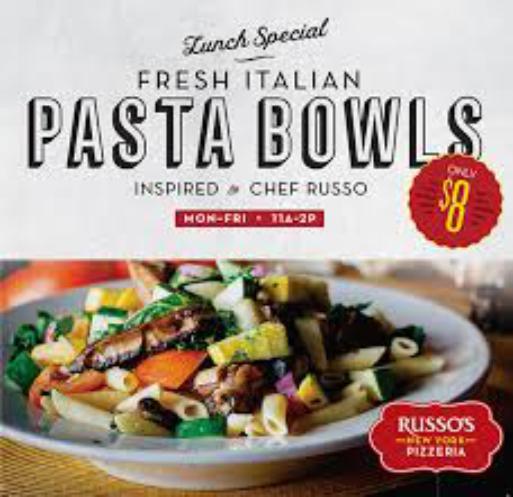 Lunch Special
FRESH ITALIAN
PASTA BOWLS
INSPIRED by CHEF RUSSO
ONLY
$8
MON-FRI • 11A-2P
RUSSO'S
NEW YORK
PIZZERIA